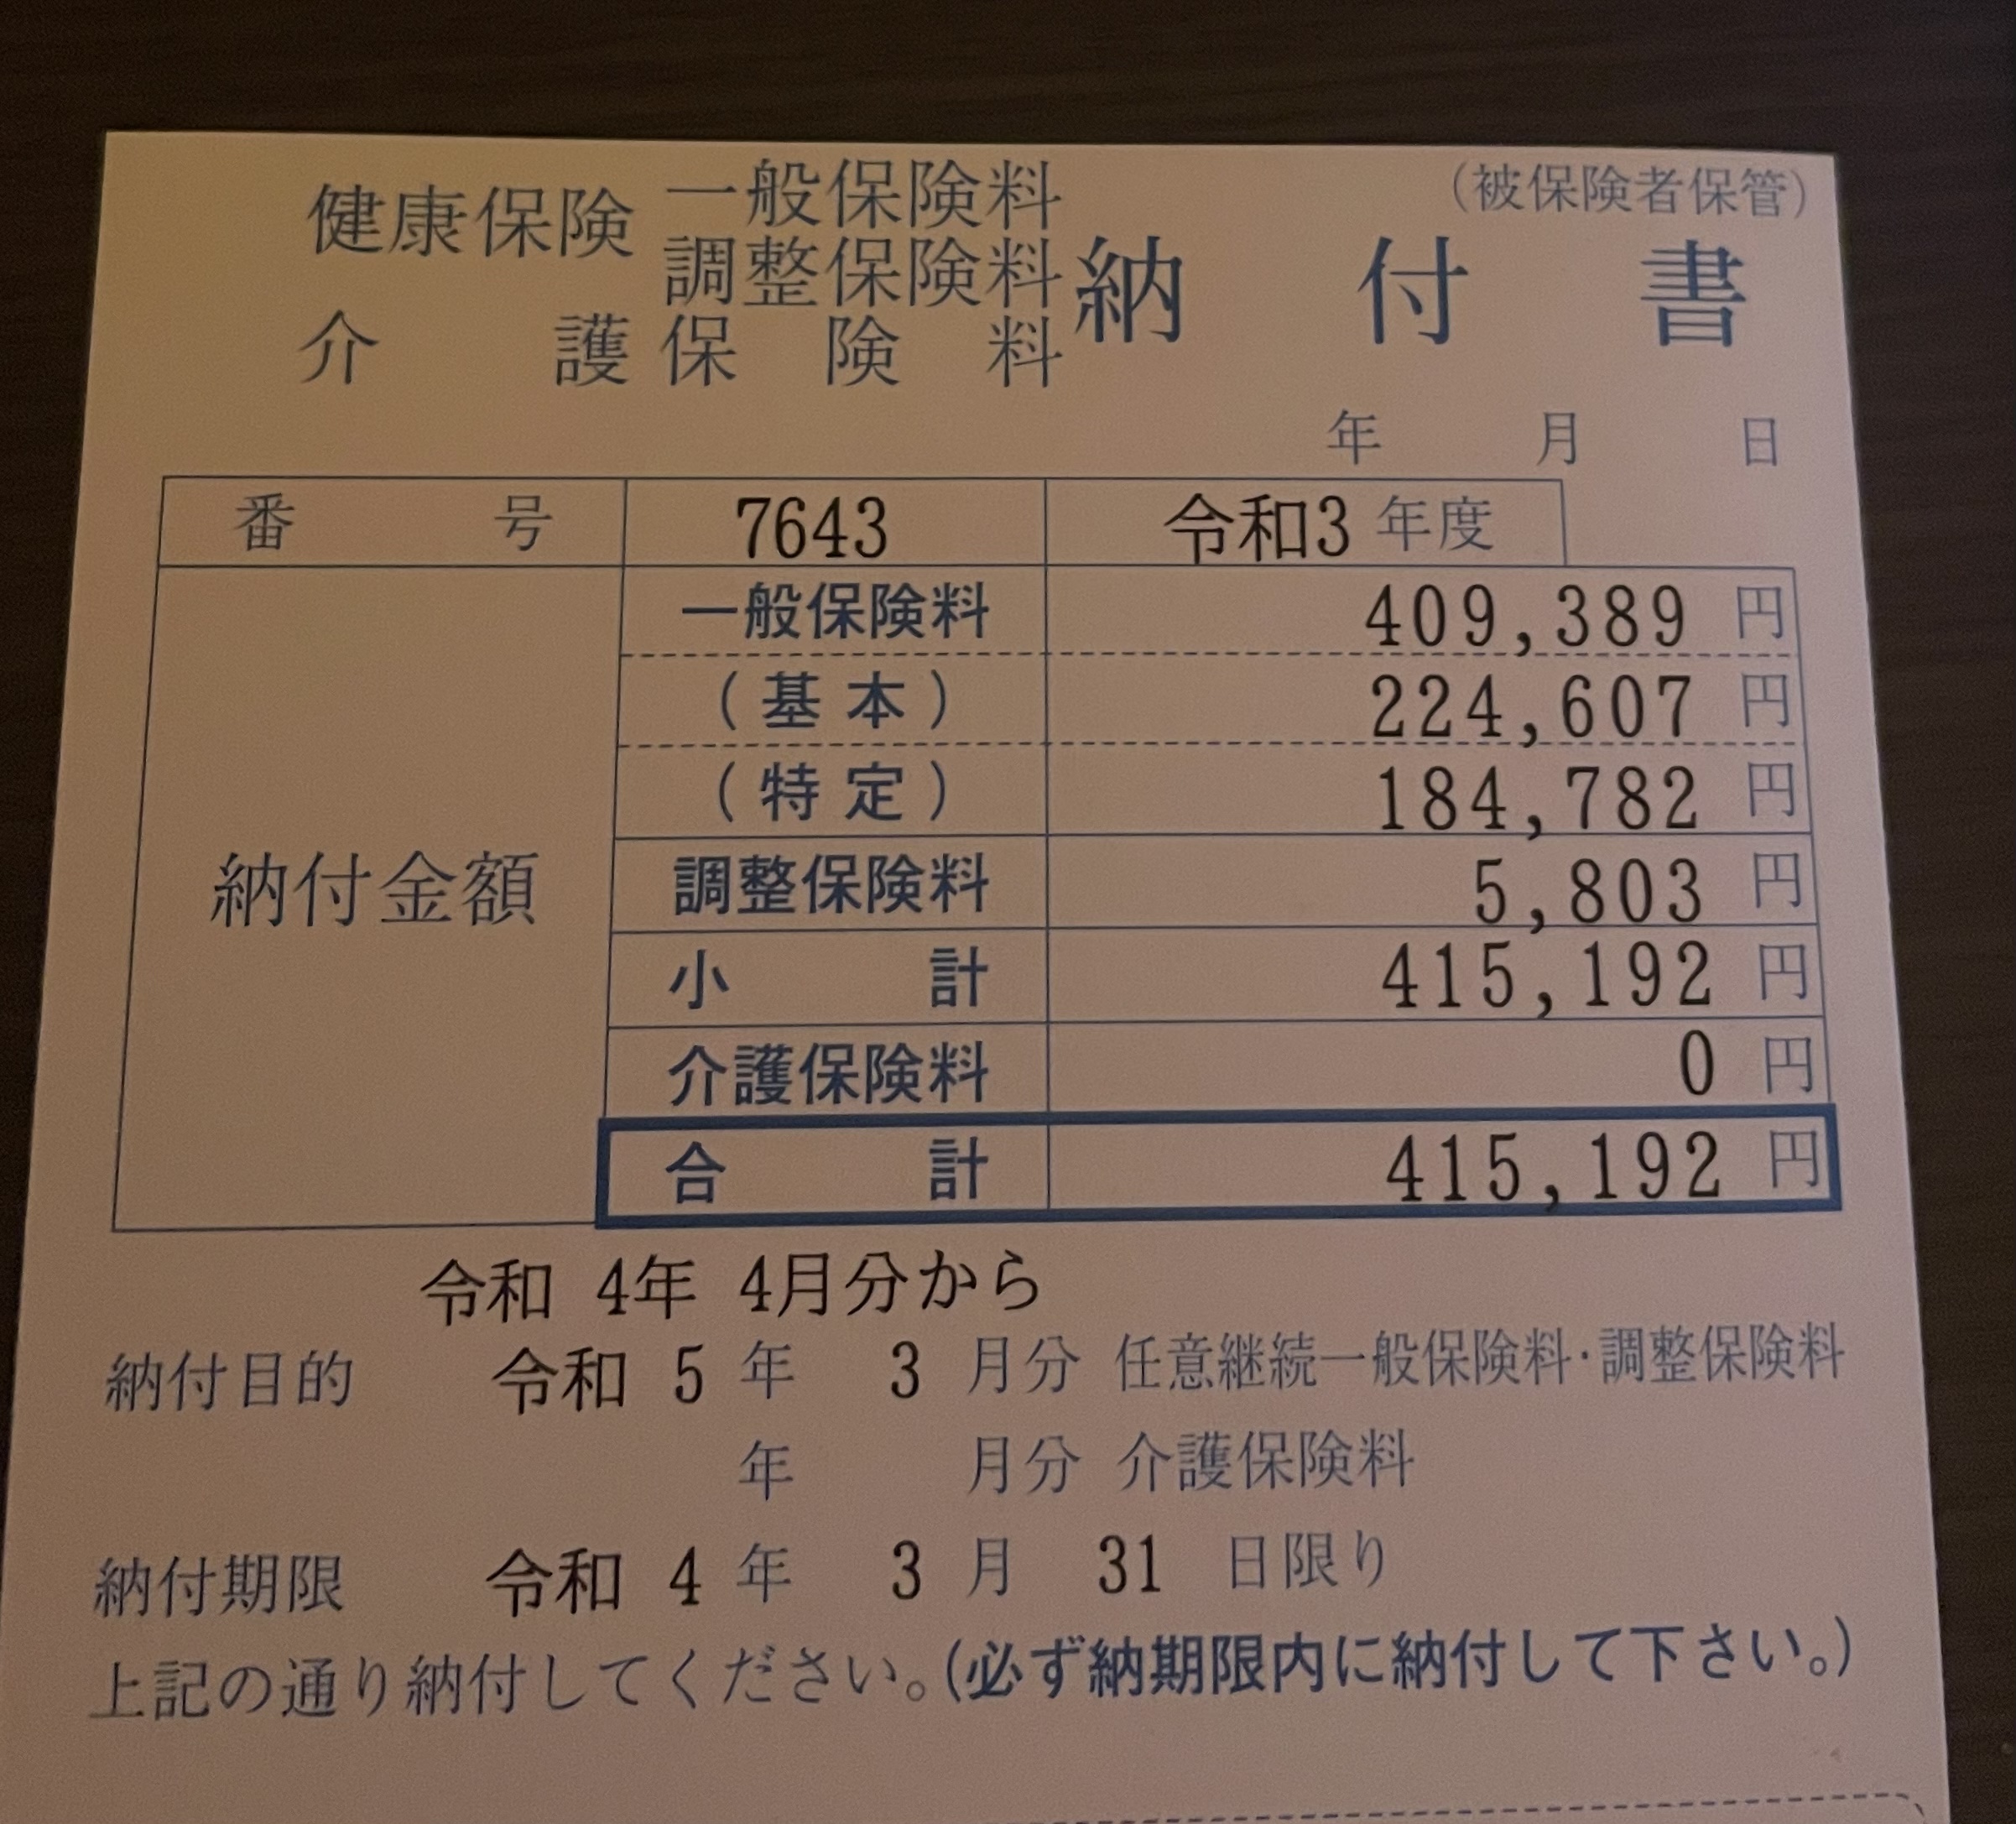 (被保険者保管)
健康保険 一般保険料
調整保険料
介護保険料
納付書
年 月 日
番号 7643 令和3 年度
納付金額
一般保険料 409,389 円
(基本) 224,607 円
(特定) 184,782 円
調整保険料 5,803 円
小計 415,192 円
介護保険料 0 円
合計 415,192 円
令和 4年 4月分から
納付目的 令和 5 年 3 月分 任意継続一般保険料・調整保険料
年 月分 介護保険料
納付期限 令和 4 年 3 月 31 日限り
上記の通り納付してください。(必ず納期限内に納付して下さい。)